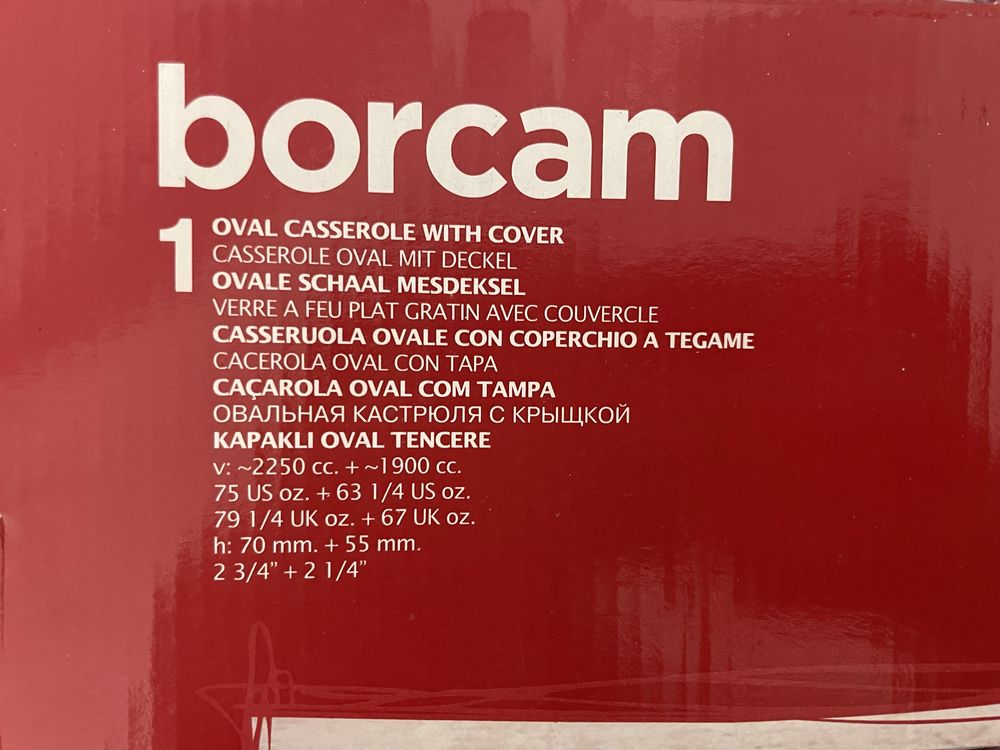 borcam
1 OVAL CASSEROLE WITH COVER
CASSEROLE OVAL MIT DECKEL
OVALE SCHAAL MESDEKSEL
VERRE A FEU PLAT GRATIN AVEC COUVERCLE
CASSERUOLA OVALE CON COPERCHIO A TEGAME
CACEROLA OVAL CON TAPA
CAÇAROLA OVAL COM TAMPA
ОВАЛЬНАЯ КАСТРЮЛЯ С КРЫЩКОЙ
KAPAKLI OVAL TENCERE
v: ~2250 cc. + ~1900 cc.
75 US oz. + 63 1/4 US oz.
79 1/4 UK oz. + 67 UK oz.
h: 70 mm. + 55 mm.
2 3/4” + 2 1/4”